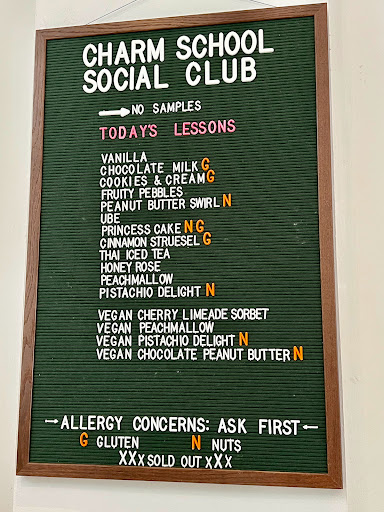 CHARM SCHOOL
SOCIAL CLUB
→ NO SAMPLES
TODAY'S LESSONS
VANILLA
CHOCOLATE MILK G
COOKIES & CREAM G
FRUITY PEBBLES
PEANUT BUTTER SWIRL N
UBE
PRINCESS CAKE N G
CINNAMON STRUESEL G
THAI ICED TEA
HONEY ROSE
PEACHMALLOW
PISTACHIO DELIGHT N
VEGAN CHERRY LIMEADE SORBET
VEGAN PEACHMALLOW
VEGAN PISTACHIO DELIGHT N
VEGAN CHOCOLATE PEANUT BUTTER N
→ ALLERGY CONCERNS: ASK FIRST ←
G GLUTEN N NUTS
XXX SOLD OUT XXX